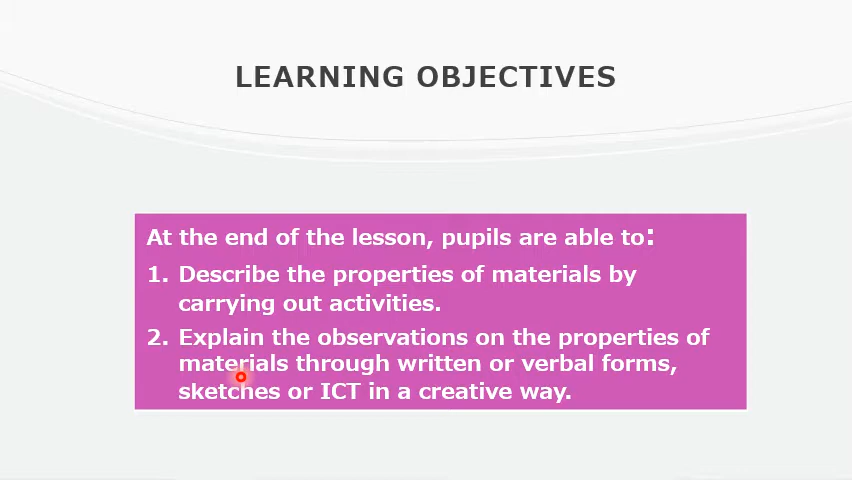 LEARNING OBJECTIVES
At the end of the lesson, pupils are able to:
1. Describe the properties of materials by
carrying out activities.
2. Explain the observations on the properties of
materials through written or verbal forms,
sketches or ICT in a creative way.